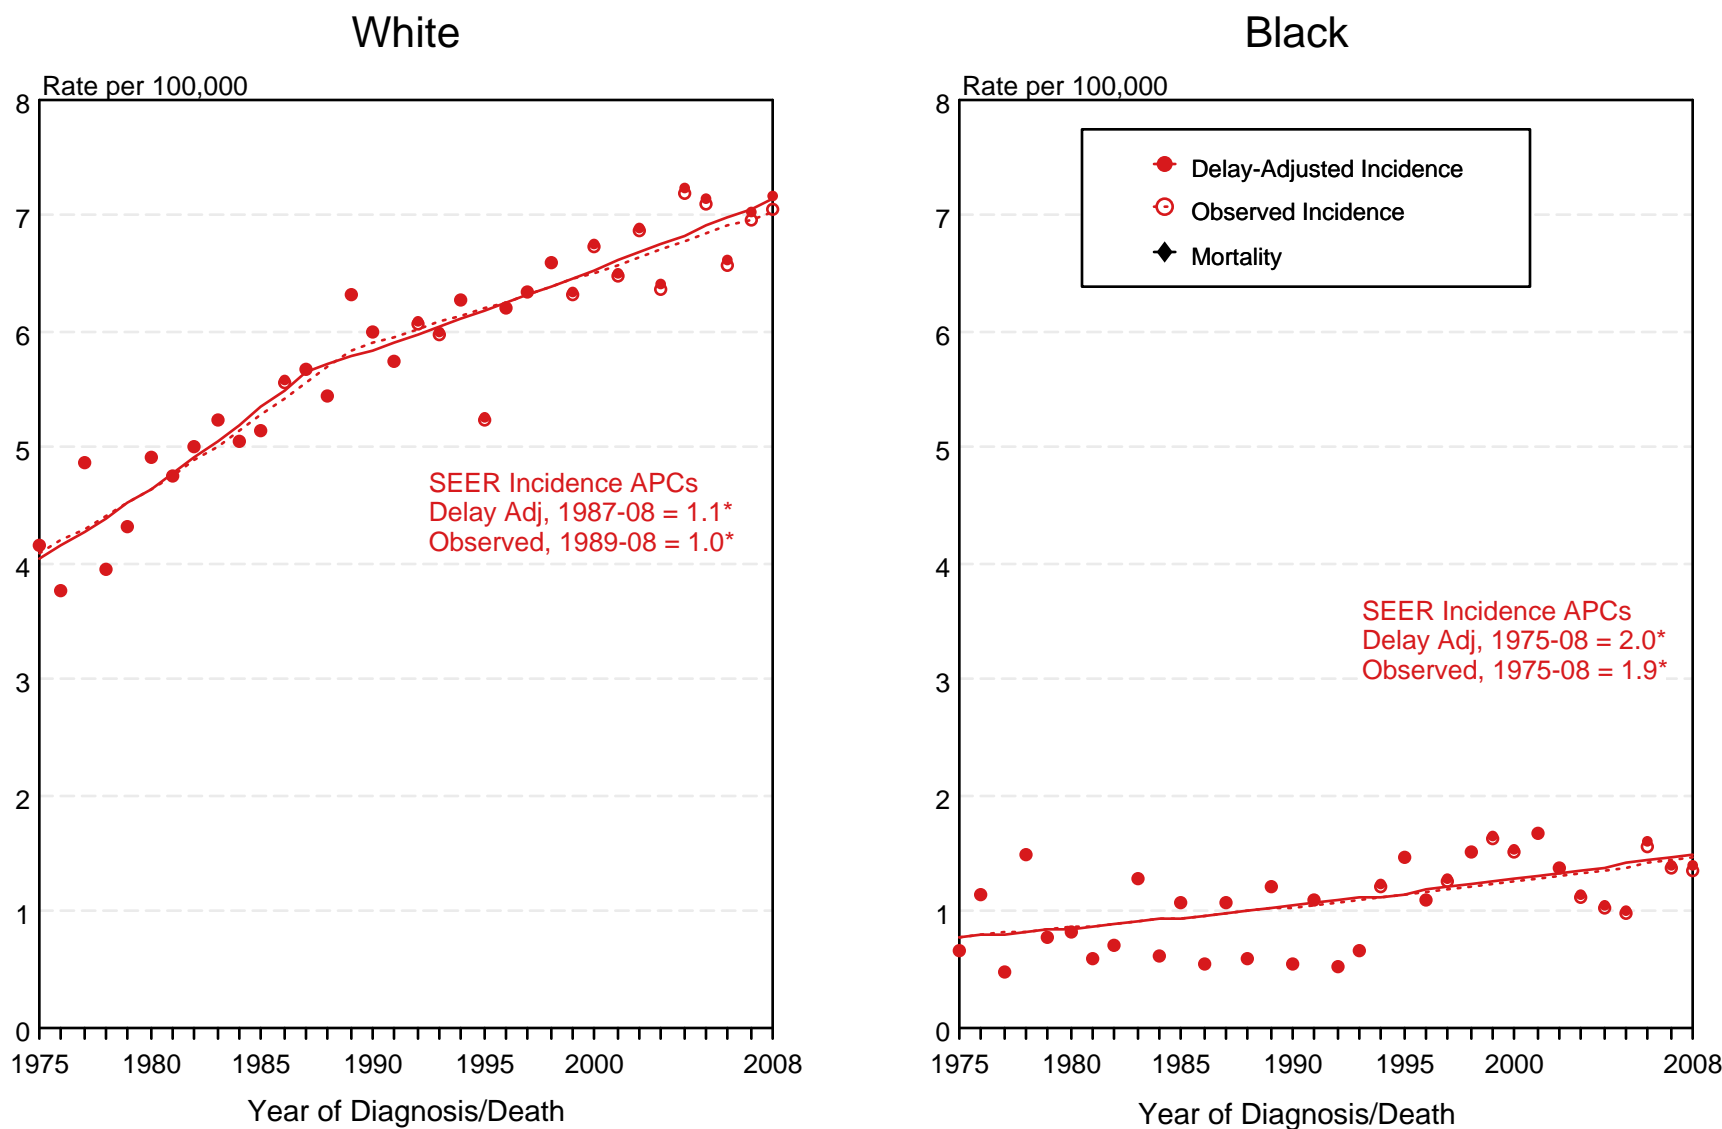 White
Rate per 100,000
8
7
6
5
4
3
2
1
0
1975 1980 1985 1990 1995 2000 2008
Year of Diagnosis/Death
SEER Incidence APCs
Delay Adj, 1987-08 = 1.1*
Observed, 1989-08 = 1.0*
Black
Rate per 100,000
8
7
6
5
4
3
2
1
0
1975 1980 1985 1990 1995 2000 2008
Year of Diagnosis/Death
Delay-Adjusted Incidence
Observed Incidence
Mortality
SEER Incidence APCs
Delay Adj, 1975-08 = 2.0*
Observed, 1975-08 = 1.9*